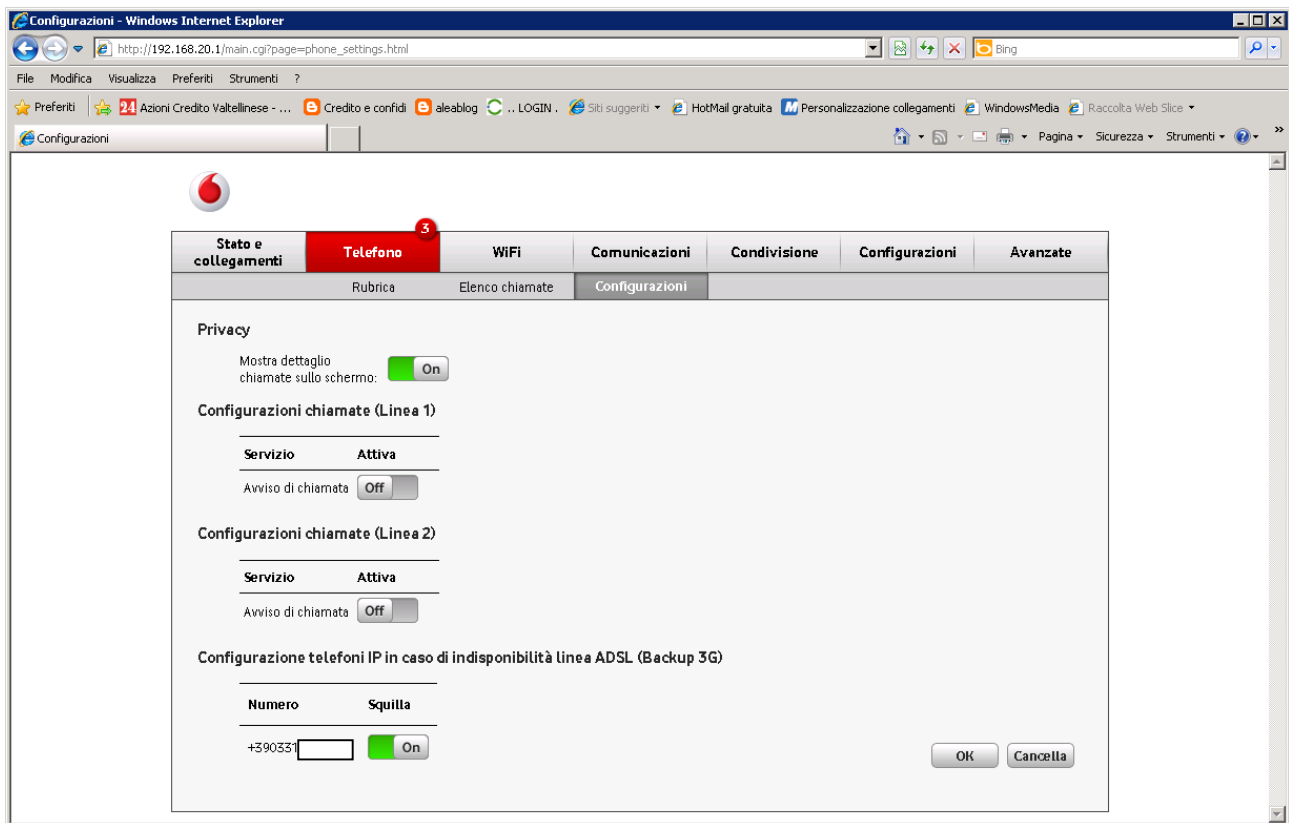 Configurazioni - Windows Internet Explorer
http://192.168.20.1/main.cgi?page=phone_settings.html
Bing
File Modifica Visualizza Preferiti Strumenti ?
Preferiti 24 Azioni Credito Valtellinese - ... Credito e confidi aleablog .. LOGIN . Siti suggeriti HotMail gratuita Personalizzazione collegamenti WindowsMedia Raccolta Web Slice
Configurazioni Pagina Sicurezza Strumenti »
3
Stato e collegamenti Telefono WiFi Comunicazioni Condivisione Configurazioni Avanzate
Rubrica Elenco chiamate Configurazioni
Privacy
Mostra dettaglio
chiamate sullo schermo: On
Configurazioni chiamate (Linea 1)
Servizio Attiva
Avviso di chiamata Off
Configurazioni chiamate (Linea 2)
Servizio Attiva
Avviso di chiamata Off
Configurazione telefoni IP in caso di indisponibilità linea ADSL (Backup 3G)
Numero Squilla
+390331 On
OK Cancella